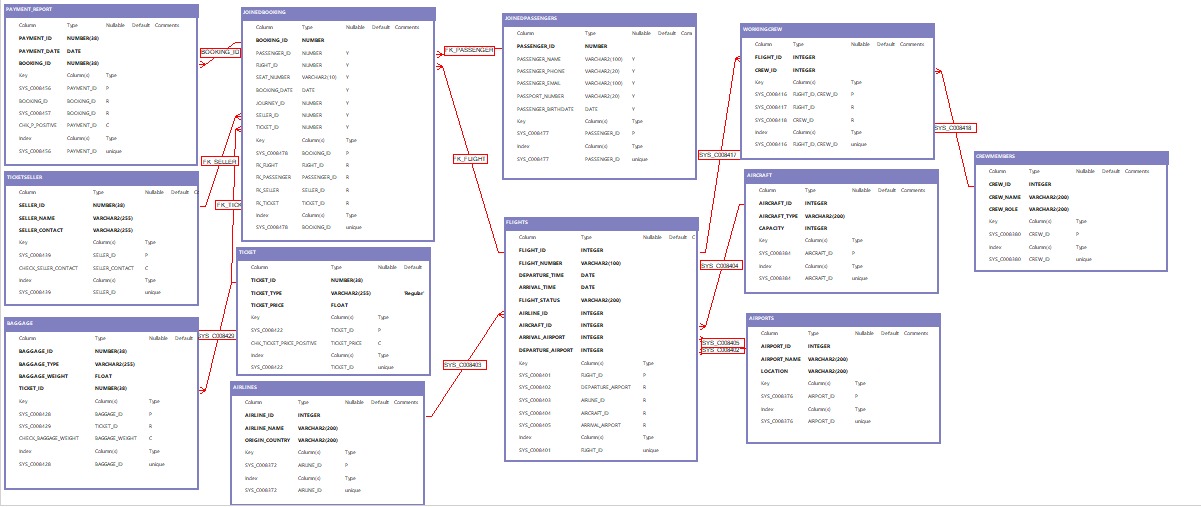 PAYMENT_REPORT
Column Type Nullable Default Comments
PAYMENT_ID NUMBER(38)
PAYMENT_DATE DATE
BOOKING_ID NUMBER(38)
Key Column(s) Type
SYS_C008456 PAYMENT_ID P
BOOKING_ID BOOKING_ID R
SYS_C008457 BOOKING_ID R
CHK_P_POSITIVE PAYMENT_ID C
Index Column(s) Type
SYS_C008456 PAYMENT_ID unique
TICKETSELLER
Column Type Nullable Default C
SELLER_ID NUMBER(38)
SELLER_NAME VARCHAR2(255)
SELLER_CONTACT VARCHAR2(255)
Key Column(s) Type
SYS_C008439 SELLER_ID P
CHECK_SELLER_CONTACT SELLER_CONTACT C
Index Column(s) Type
SYS_C008439 SELLER_ID unique
BAGGAGE
Column Type Nullable Default Comments
BAGGAGE_ID NUMBER(38)
BAGGAGE_TYPE VARCHAR2(255)
BAGGAGE_WEIGHT FLOAT
TICKET_ID NUMBER(38)
Key Column(s) Type
SYS_C008428 BAGGAGE_ID P
SYS_C008429 TICKET_ID R
CHECK_BAGGAGE_WEIGHT BAGGAGE_WEIGHT C
Index Column(s) Type
SYS_C008428 BAGGAGE_ID unique
BOOKING_ID
FK_SELLER
FK_TICK
SYS_C008429
JOINEDBOOKING
Column Type Nullable Default Comments
BOOKING_ID NUMBER
PASSENGER_ID NUMBER Y
FLIGHT_ID NUMBER Y
SEAT_NUMBER VARCHAR2(10) Y
BOOKING_DATE DATE Y
JOURNEY_ID NUMBER Y
SELLER_ID NUMBER Y
TICKET_ID NUMBER Y
Key Column(s) Type
SYS_C008478 BOOKING_ID P
FK_FLIGHT FLIGHT_ID R
FK_PASSENGER PASSENGER_ID R
FK_SELLER SELLER_ID R
FK_TICKET TICKET_ID R
Index Column(s) Type
SYS_C008478 BOOKING_ID unique
TICKET
Column Type Nullable Default
TICKET_ID NUMBER(38)
TICKET_TYPE VARCHAR2(255) 'Regular'
TICKET_PRICE FLOAT
Key Column(s) Type
SYS_C008422 TICKET_ID P
CHK_TICKET_PRICE_POSITIVE TICKET_PRICE C
Index Column(s) Type
SYS_C008422 TICKET_ID unique
AIRLINES
Column Type Nullable Default Comments
AIRLINE_ID INTEGER
AIRLINE_NAME VARCHAR2(200)
ORIGIN_COUNTRY VARCHAR2(200)
Key Column(s) Type
SYS_C008372 AIRLINE_ID P
Index Column(s) Type
SYS_C008372 AIRLINE_ID unique
FK_PASSENGER
FK_FLIGHT
SYS_C008403
JOINEDPASSENGERS
Column Type Nullable Default Com
PASSENGER_ID NUMBER
PASSENGER_NAME VARCHAR2(100) Y
PASSENGER_PHONE VARCHAR2(20) Y
PASSENGER_EMAIL VARCHAR2(100) Y
PASSPORT_NUMBER VARCHAR2(20) Y
PASSENGER_BIRTHDATE DATE Y
Key Column(s) Type
SYS_C008477 PASSENGER_ID P
Index Column(s) Type
SYS_C008477 PASSENGER_ID unique
FLIGHTS
Column Type Nullable Default C
FLIGHT_ID INTEGER
FLIGHT_NUMBER VARCHAR2(100)
DEPARTURE_TIME DATE
ARRIVAL_TIME DATE
FLIGHT_STATUS VARCHAR2(200)
AIRLINE_ID INTEGER
AIRCRAFT_ID INTEGER
ARRIVAL_AIRPORT INTEGER
DEPARTURE_AIRPORT INTEGER
Key Column(s) Type
SYS_C008401 FLIGHT_ID P
SYS_C008402 DEPARTURE_AIRPORT R
SYS_C008403 AIRLINE_ID R
SYS_C008404 AIRCRAFT_ID R
SYS_C008405 ARRIVAL_AIRPORT R
Index Column(s) Type
SYS_C008401 FLIGHT_ID unique
SYS_C008417
SYS_C008404
SYS_C008405
SYS_C008402
WORKINGCREW
Column Type Nullable Default Comments
FLIGHT_ID INTEGER
CREW_ID INTEGER
Key Column(s) Type
SYS_C008416 FLIGHT_ID, CREW_ID P
SYS_C008417 FLIGHT_ID R
SYS_C008418 CREW_ID R
Index Column(s) Type
SYS_C008416 FLIGHT_ID, CREW_ID unique
AIRCRAFT
Column Type Nullable Default Comments
AIRCRAFT_ID INTEGER
AIRCRAFT_TYPE VARCHAR2(200)
CAPACITY INTEGER
Key Column(s) Type
SYS_C008384 AIRCRAFT_ID P
Index Column(s) Type
SYS_C008384 AIRCRAFT_ID unique
AIRPORTS
Column Type Nullable Default Comments
AIRPORT_ID INTEGER
AIRPORT_NAME VARCHAR2(200)
LOCATION VARCHAR2(200)
Key Column(s) Type
SYS_C008376 AIRPORT_ID P
Index Column(s) Type
SYS_C008376 AIRPORT_ID unique
SYS_C008418
CREWMEMBERS
Column Type Nullable Default Comments
CREW_ID INTEGER
CREW_NAME VARCHAR2(200)
CREW_ROLE VARCHAR2(200)
Key Column(s) Type
SYS_C008380 CREW_ID P
Index Column(s) Type
SYS_C008380 CREW_ID unique